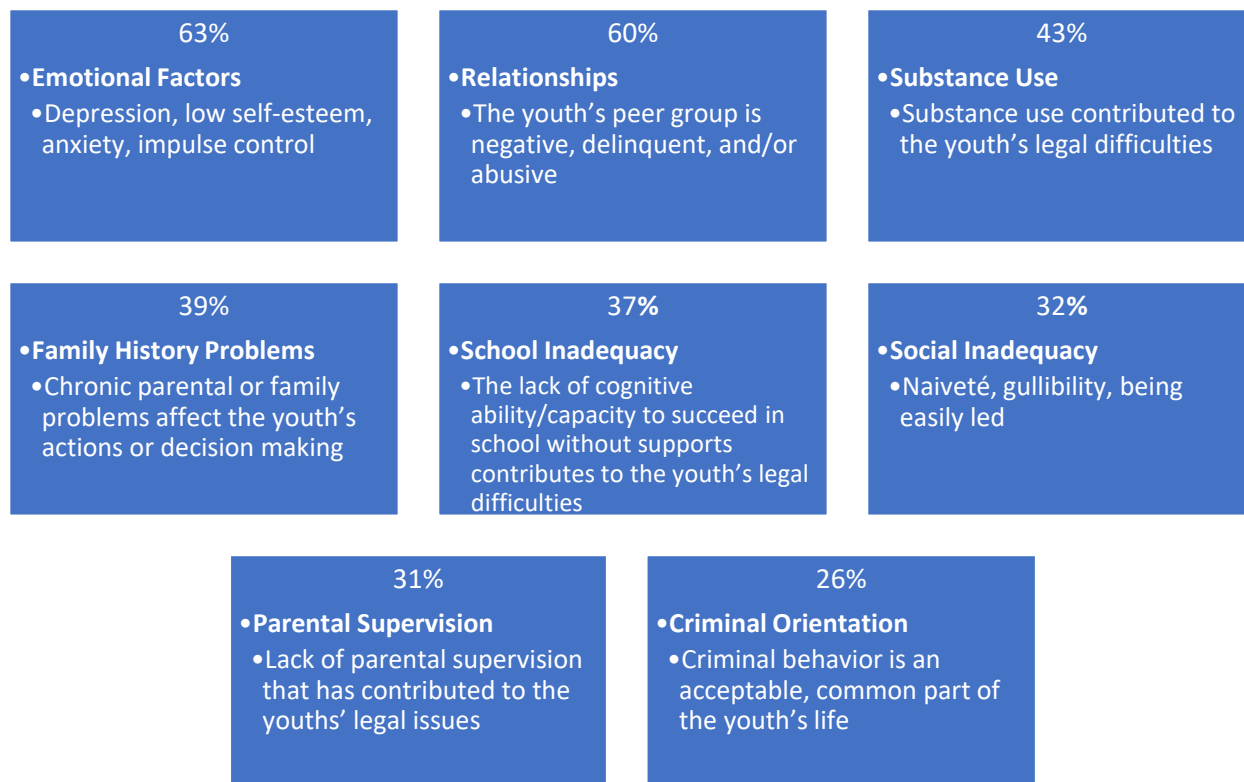 63%
•Emotional Factors
•Depression, low self-esteem,
anxiety, impulse control
60%
•Relationships
•The youth’s peer group is
negative, delinquent, and/or
abusive
43%
•Substance Use
•Substance use contributed to
the youth’s legal difficulties
39%
•Family History Problems
•Chronic parental or family
problems affect the youth’s
actions or decision making
37%
•School Inadequacy
•The lack of cognitive
ability/capacity to succeed in
school without supports
contributes to the youth’s legal
difficulties
32%
•Social Inadequacy
•Naiveté, gullibility, being
easily led
31%
•Parental Supervision
•Lack of parental supervision
that has contributed to the
youths’ legal issues
26%
•Criminal Orientation
•Criminal behavior is an
acceptable, common part of
the youth’s life